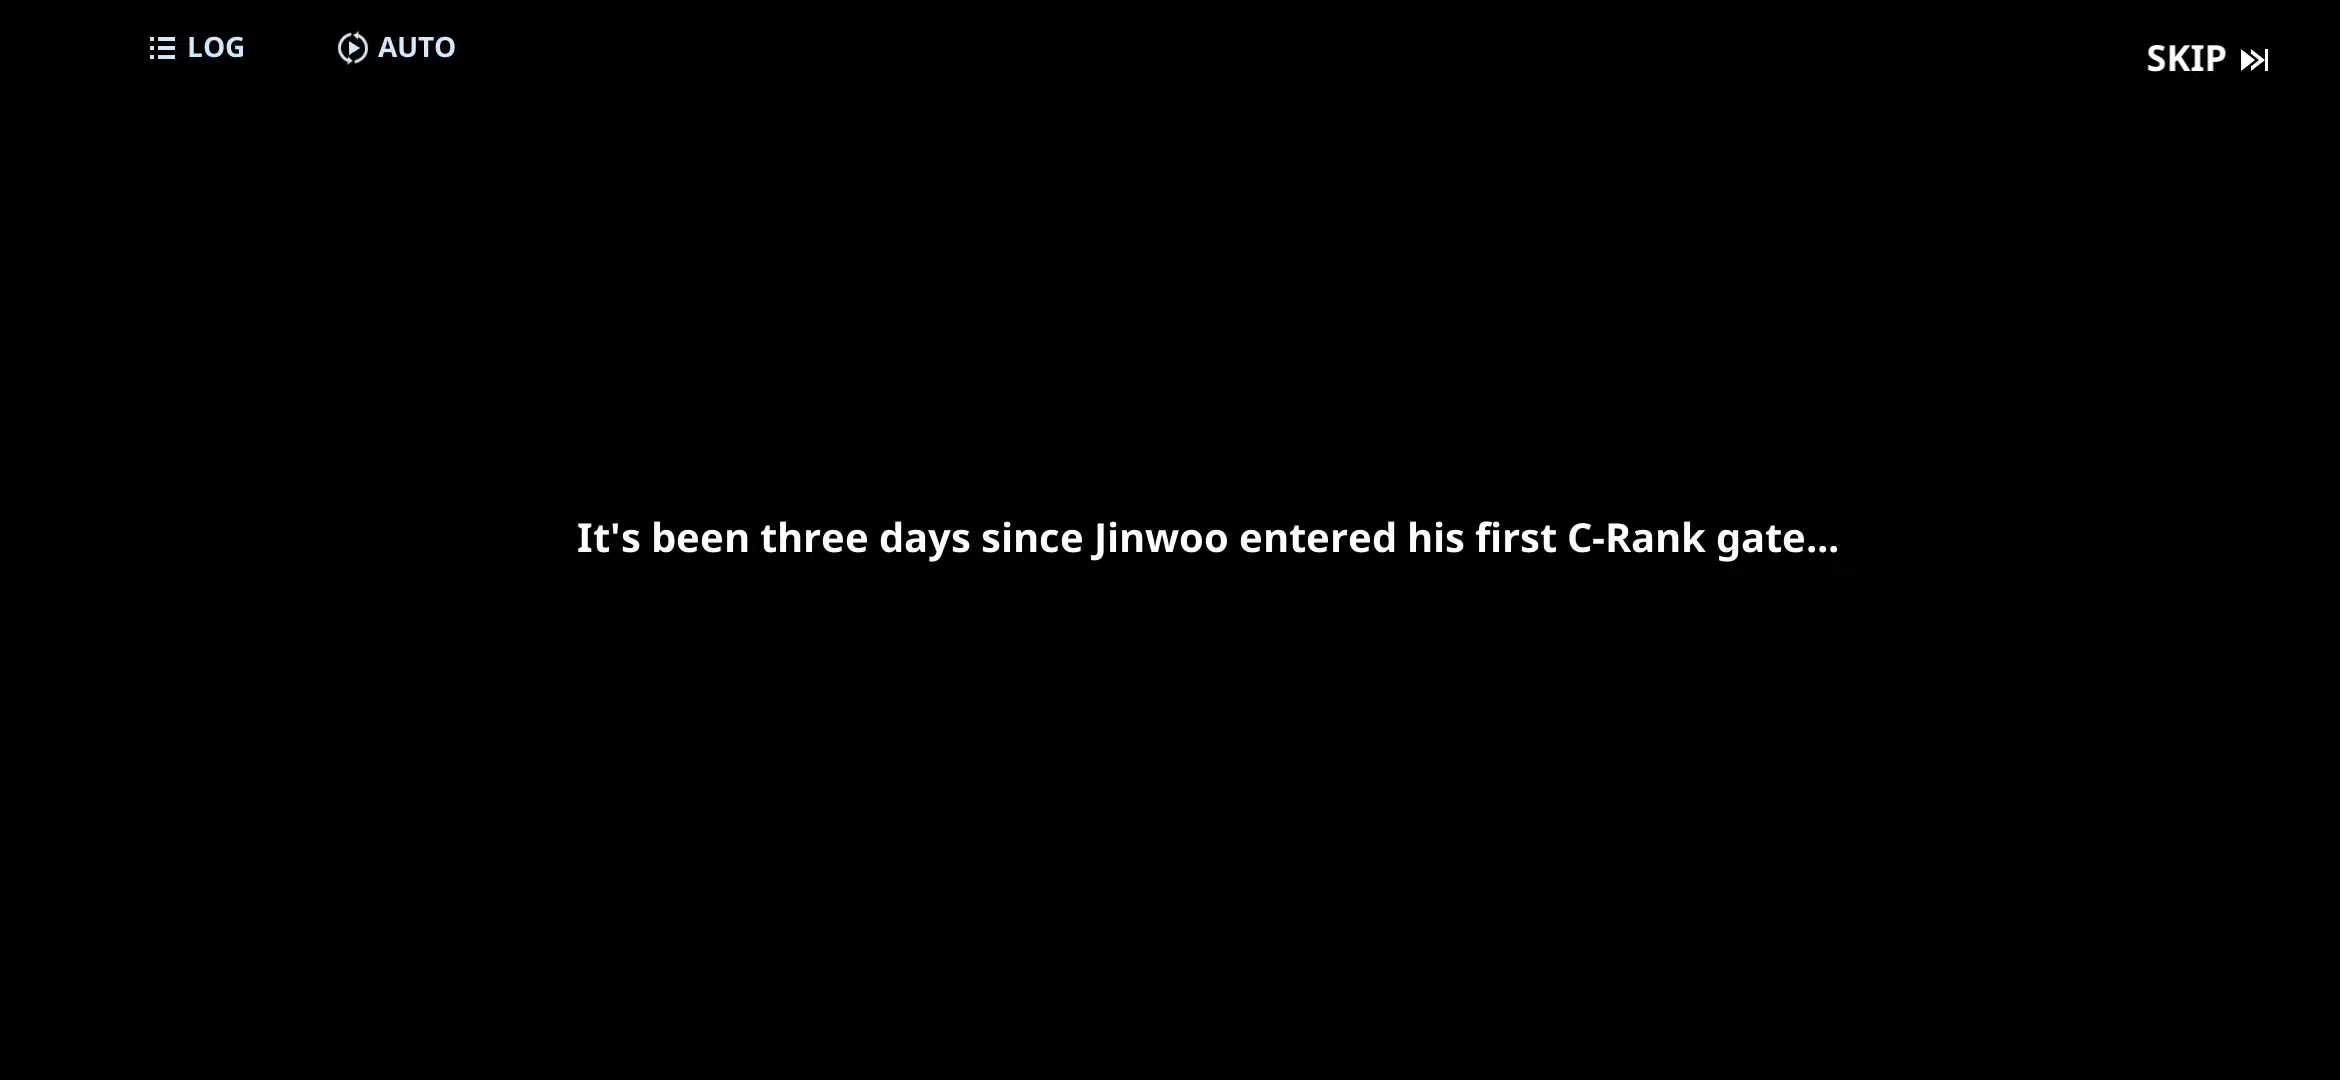 LOG
AUTO
SKIP
It's been three days since Jinwoo entered his first C-Rank gate...